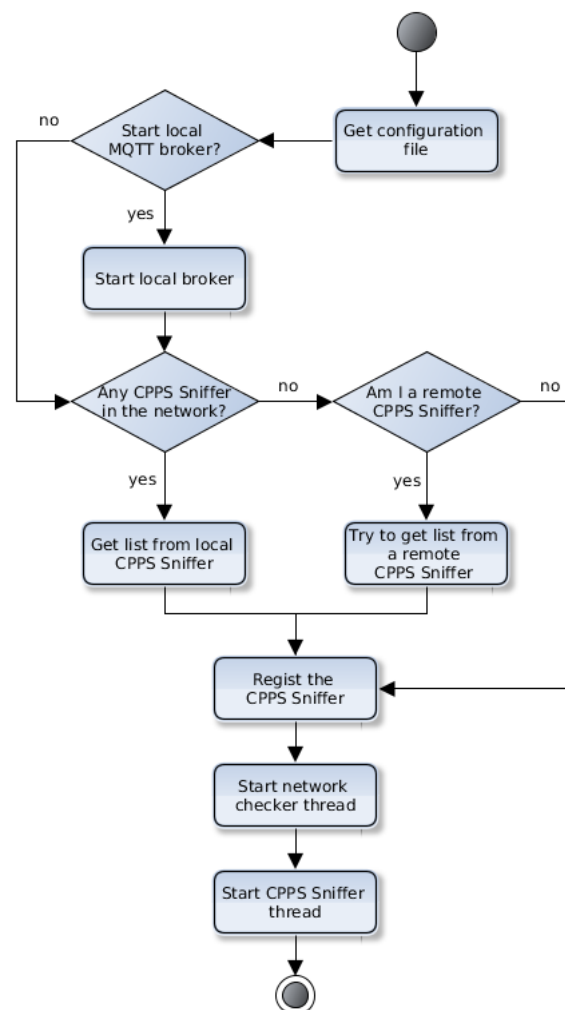 Get configuration
file
no
Start local
MQTT broker?
yes
Start local broker
Any CPPS Sniffer
in the network?
no
Am I a remote
CPPS Sniffer?
no
yes
yes
Get list from local
CPPS Sniffer
Try to get list from
a remote
CPPS Sniffer
Regist the
CPPS Sniffer
Start network
checker thread
Start CPPS Sniffer
thread